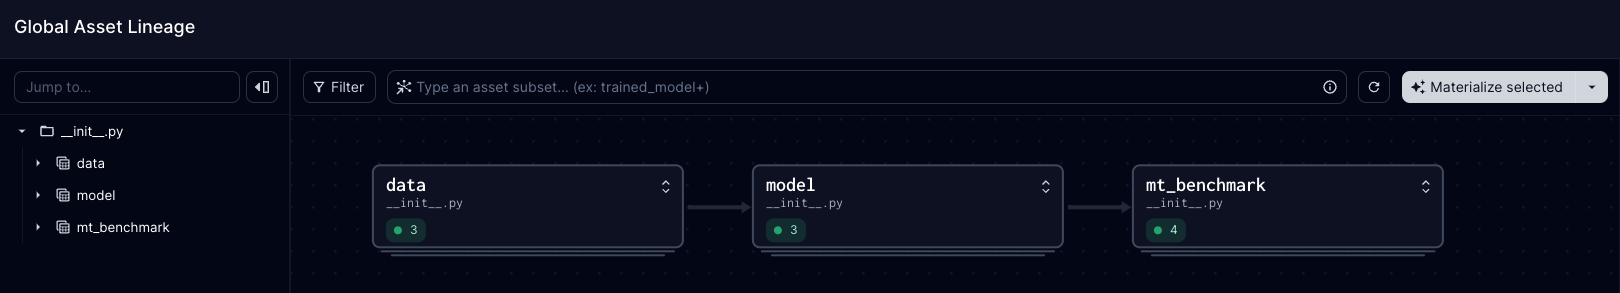 Global Asset Lineage
Jump to...
Filter
Type an asset subset... (ex: trained_model+)
Materialize selected
__init__.py
data
model
mt_benchmark
data
__init__.py
3
model
__init__.py
3
mt_benchmark
__init__.py
4